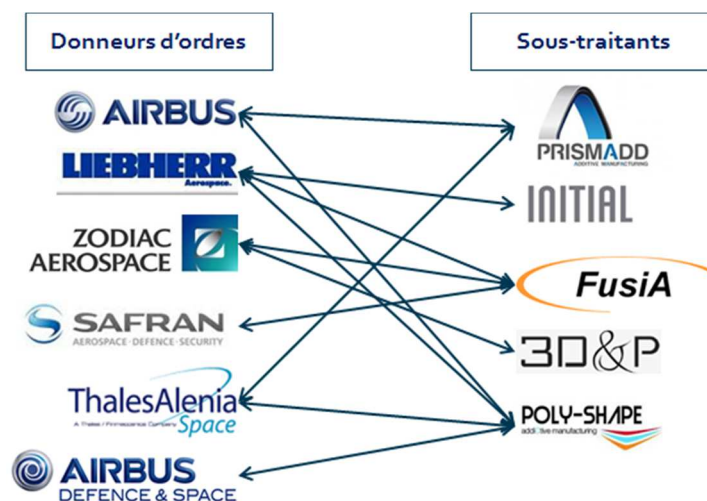 Donneurs d'ordres
Sous-traitants
AIRBUS
LIEBHERR
Aerospace.
ZODIAC
AEROSPACE
SAFRAN
AEROSPACE · DEFENCE · SECURITY
ThalesAlenia
A Thales / Finmeccanica Company
Space
AIRBUS
DEFENCE & SPACE
PRISMADD
ADDITIVE MANUFACTURING
INITIAL
FusiA
3D&P
POLY-SHAPE
additive manufacturing